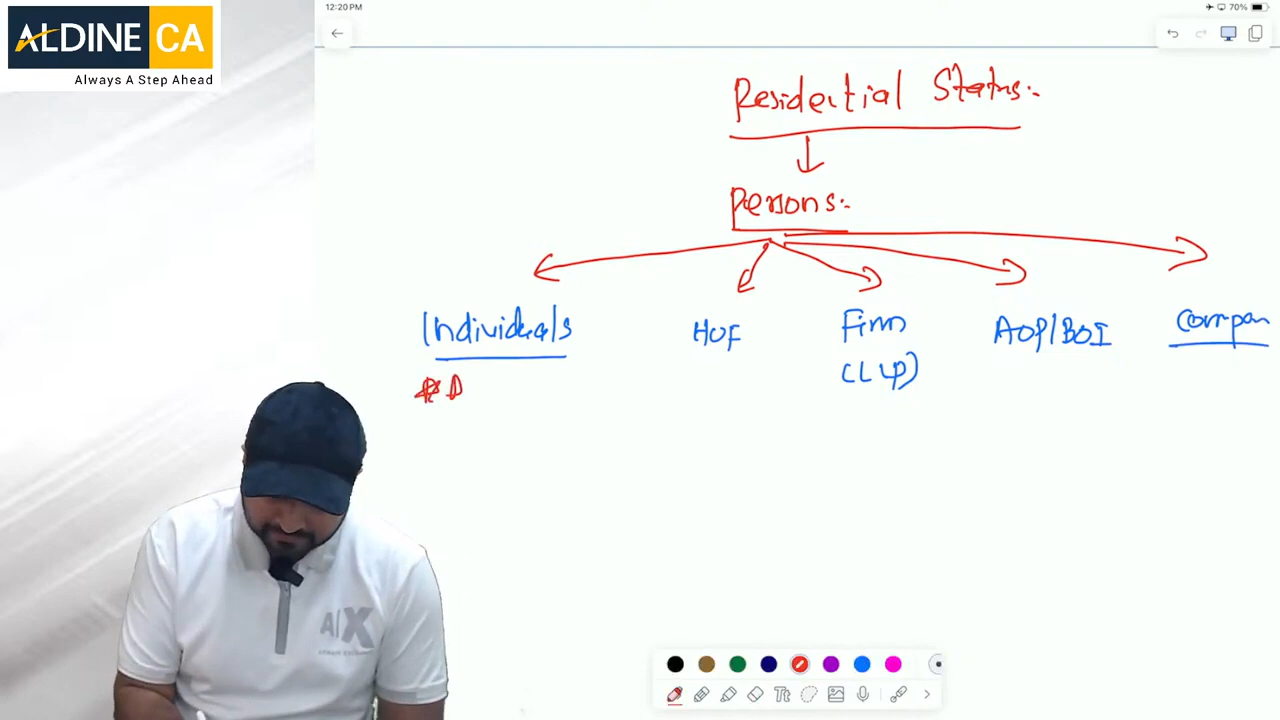 12:20 PM
70%
ALDINE CA
Always A Step Ahead
Residential Status:-
Persons:-
Individuals
HUF
Firm
(LLP)
AOP/BOI
Compan
Tt